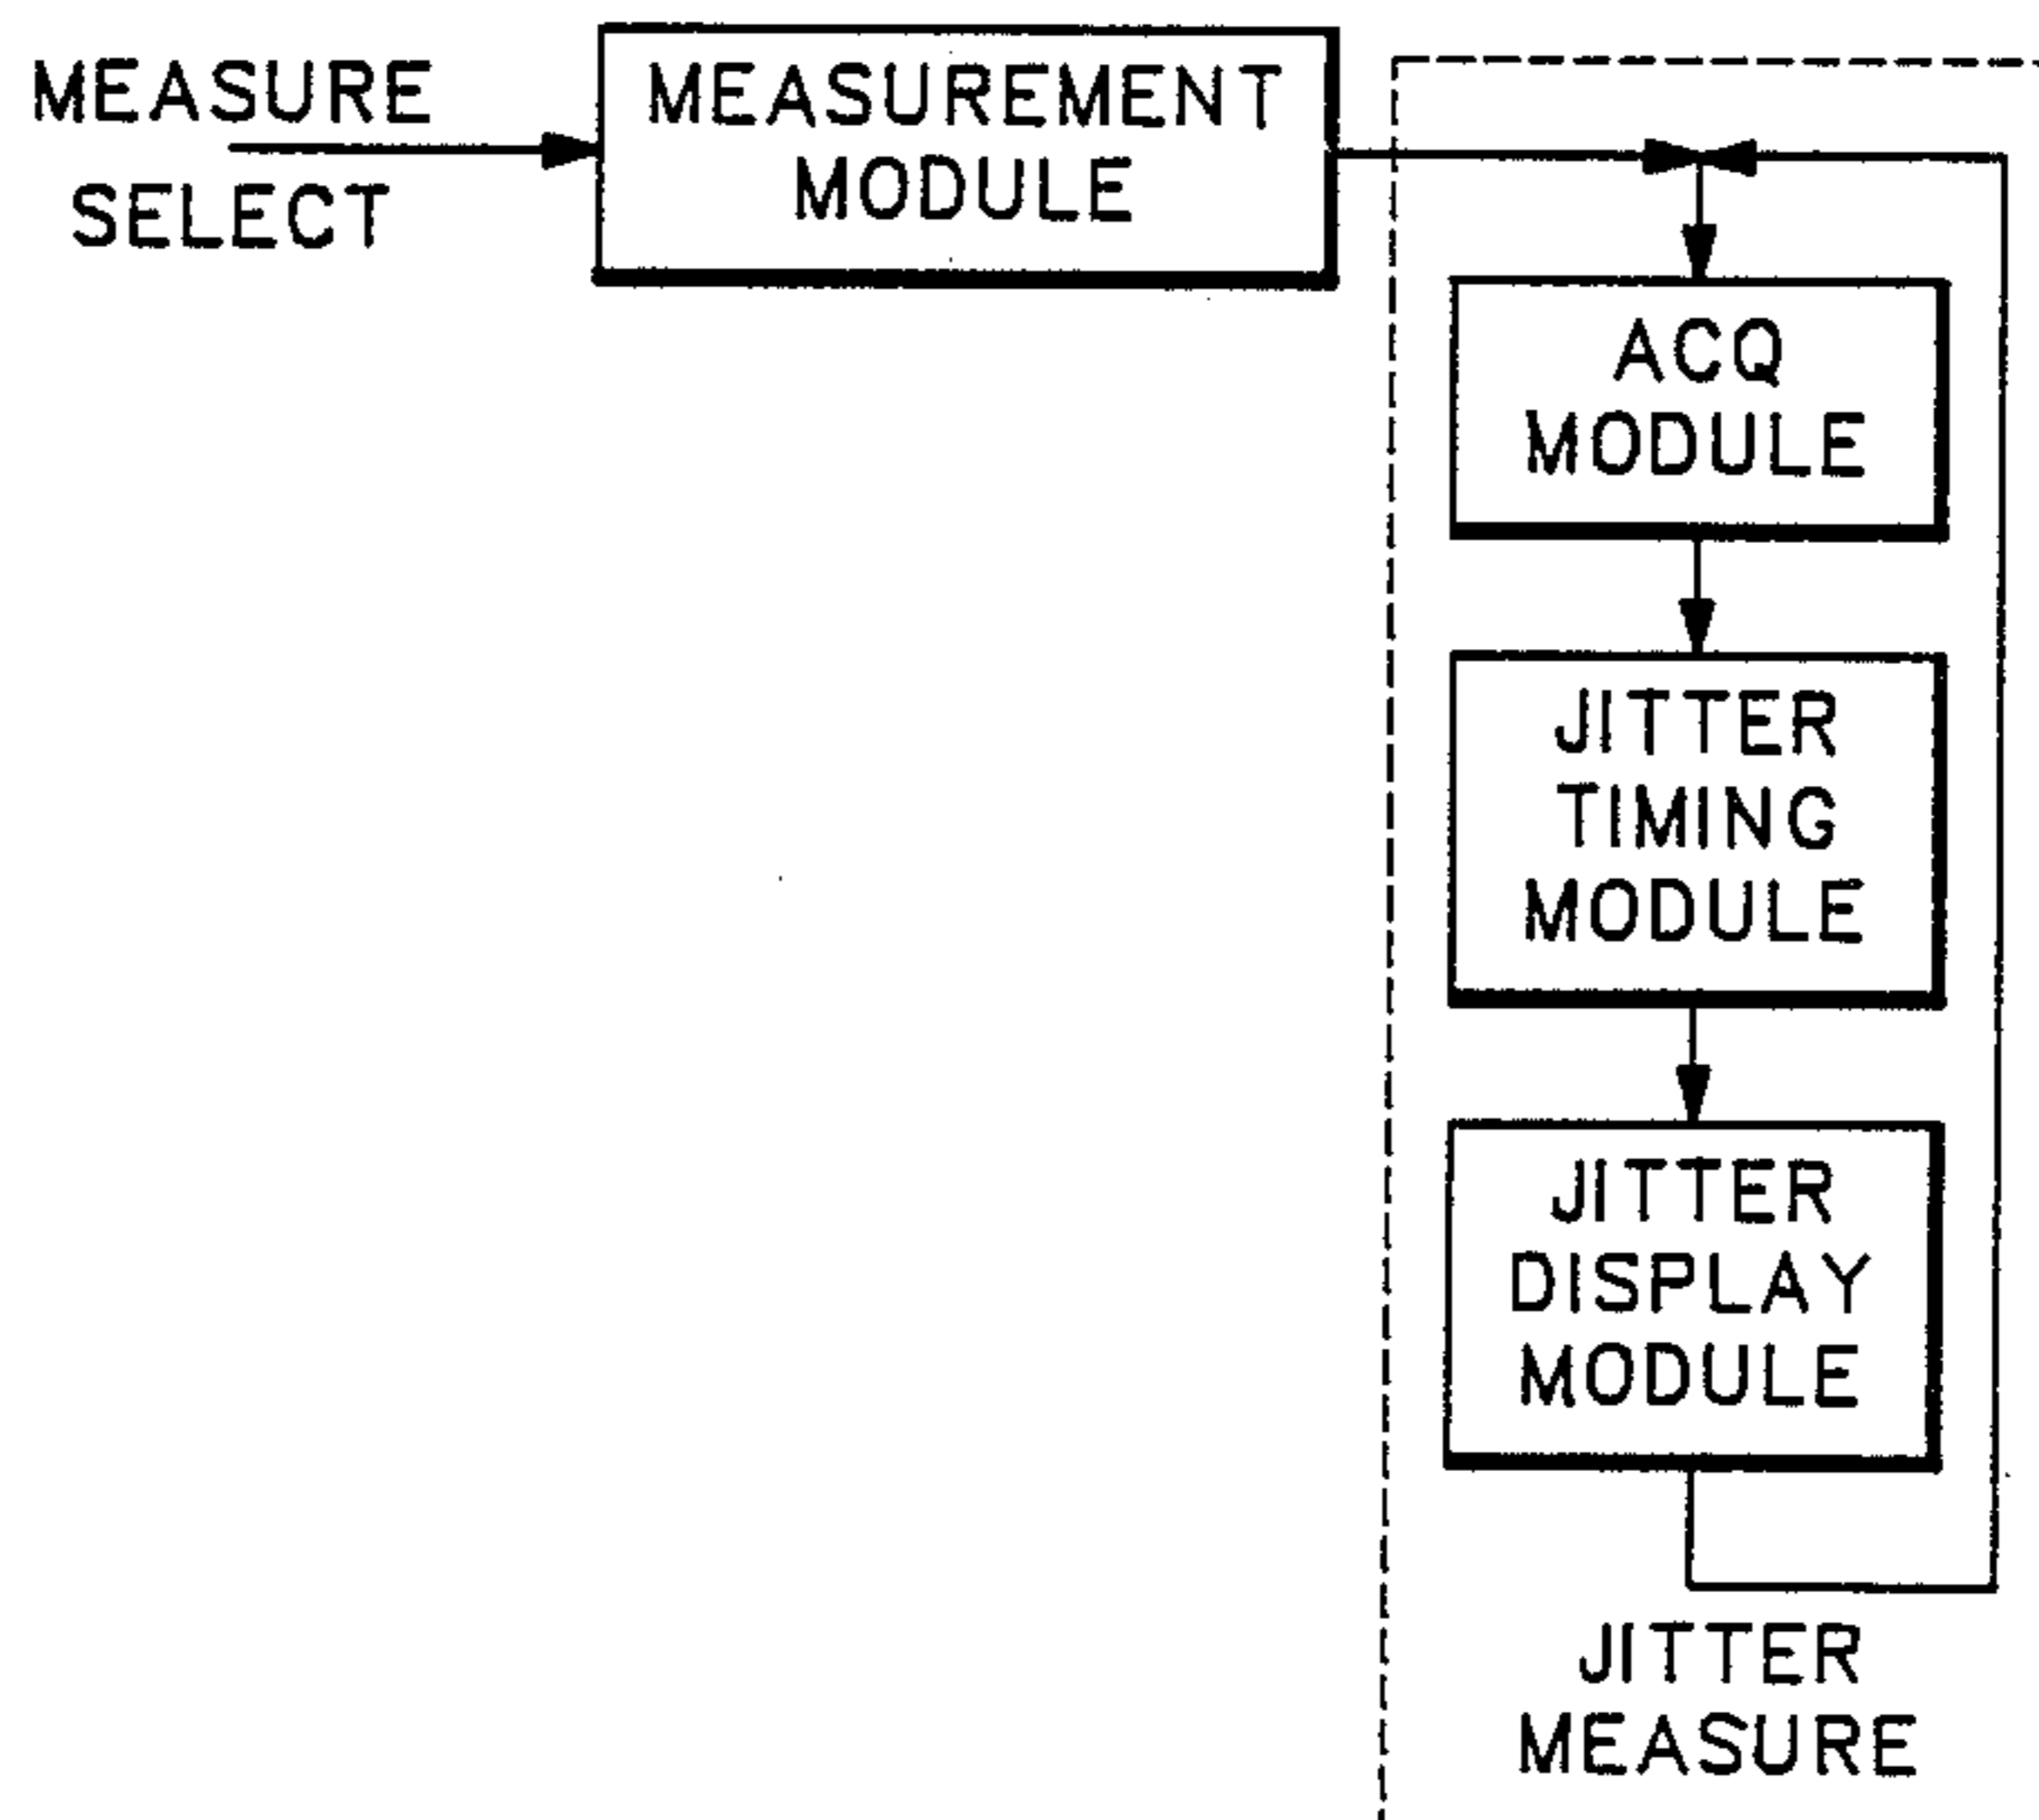 MEASURE
SELECT
MEASUREMENT
MODULE
ACQ
MODULE
JITTER
TIMING
MODULE
JITTER
DISPLAY
MODULE
JITTER
MEASURE